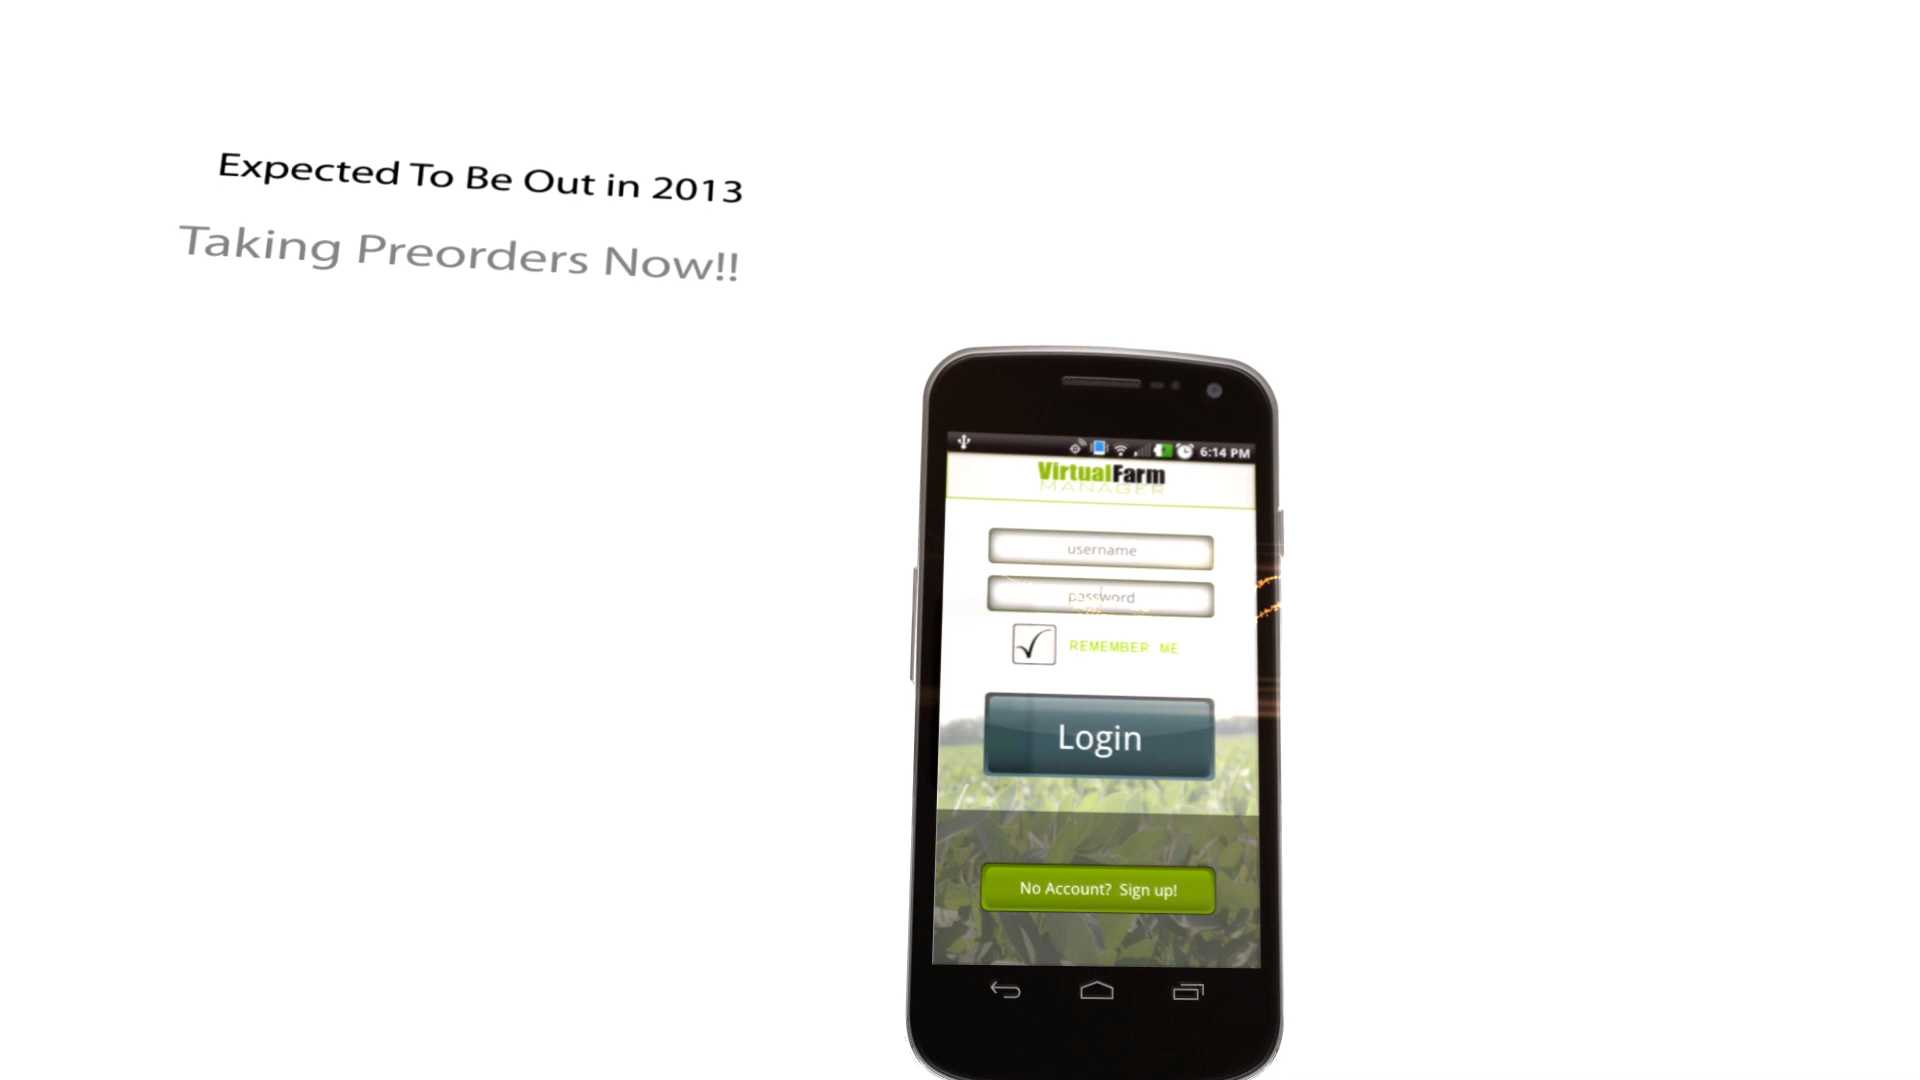 Expected To Be Out in 2013
Taking Preorders Now!!
6:14 PM
VirtualFarm
MANAGER
username
password
REMEMBER ME
Login
No Account? Sign up!